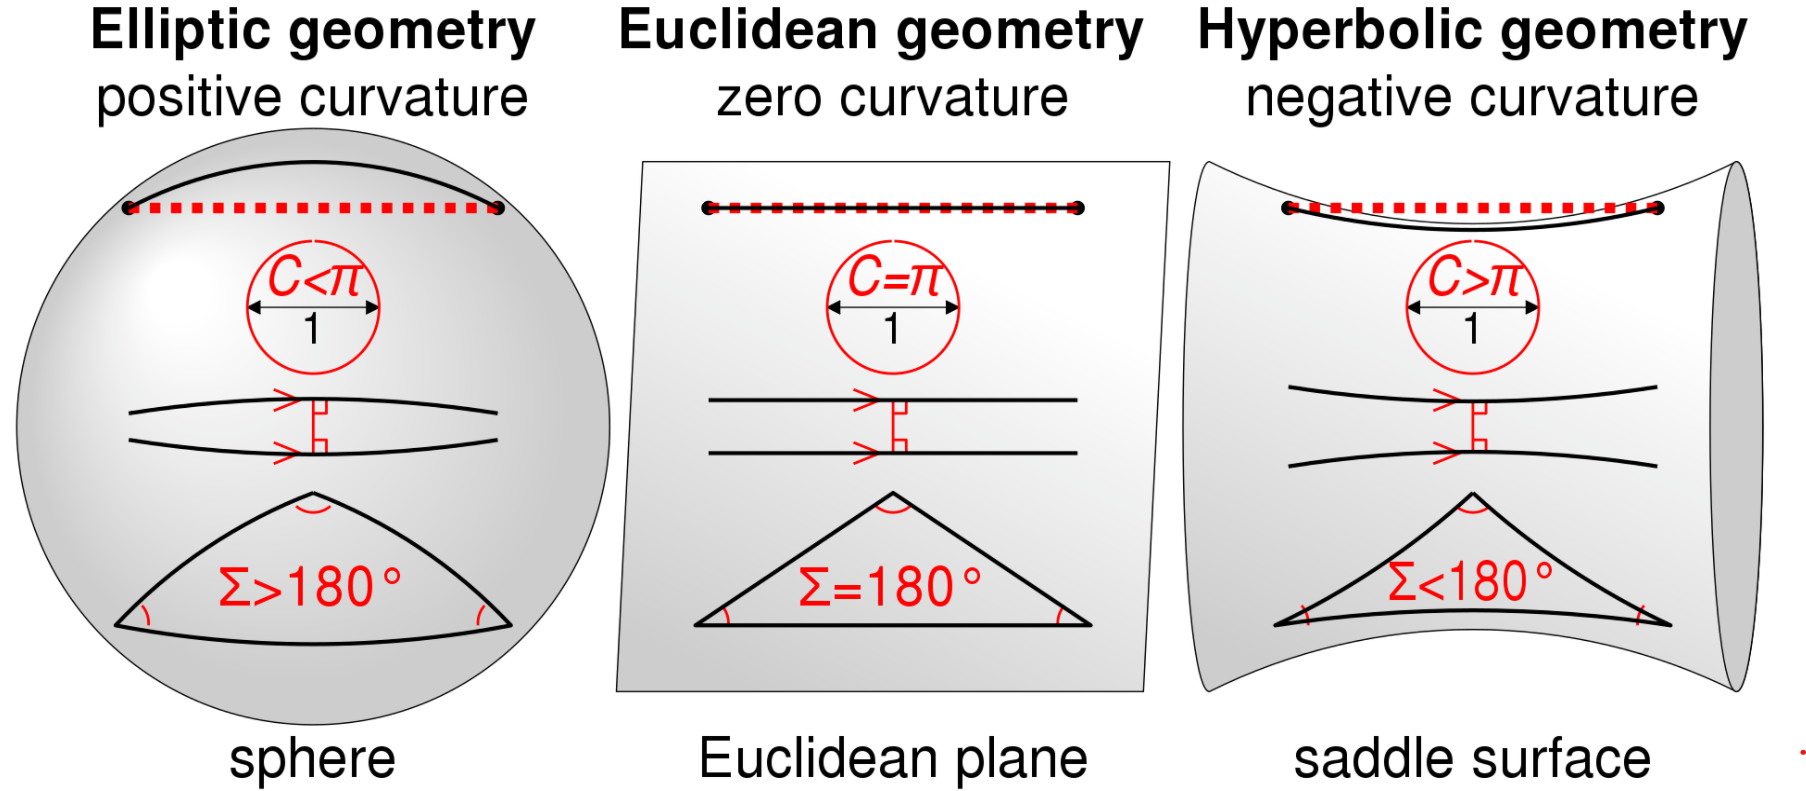 Elliptic geometry
positive curvature
C<π
1
Σ>180°
sphere
Euclidean geometry
zero curvature
C=π
1
Σ=180°
Euclidean plane
Hyperbolic geometry
negative curvature
C>π
1
Σ<180°
saddle surface